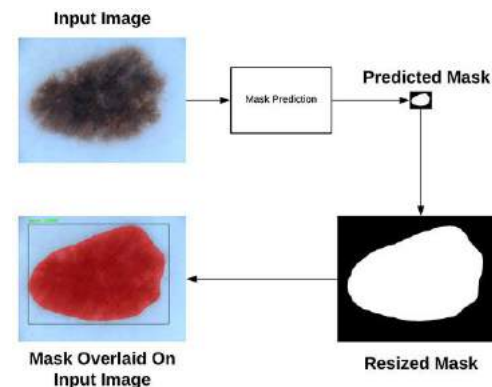 Input Image
Mask Prediction
Predicted Mask
Mask Overlaid On
Input Image
Resized Mask